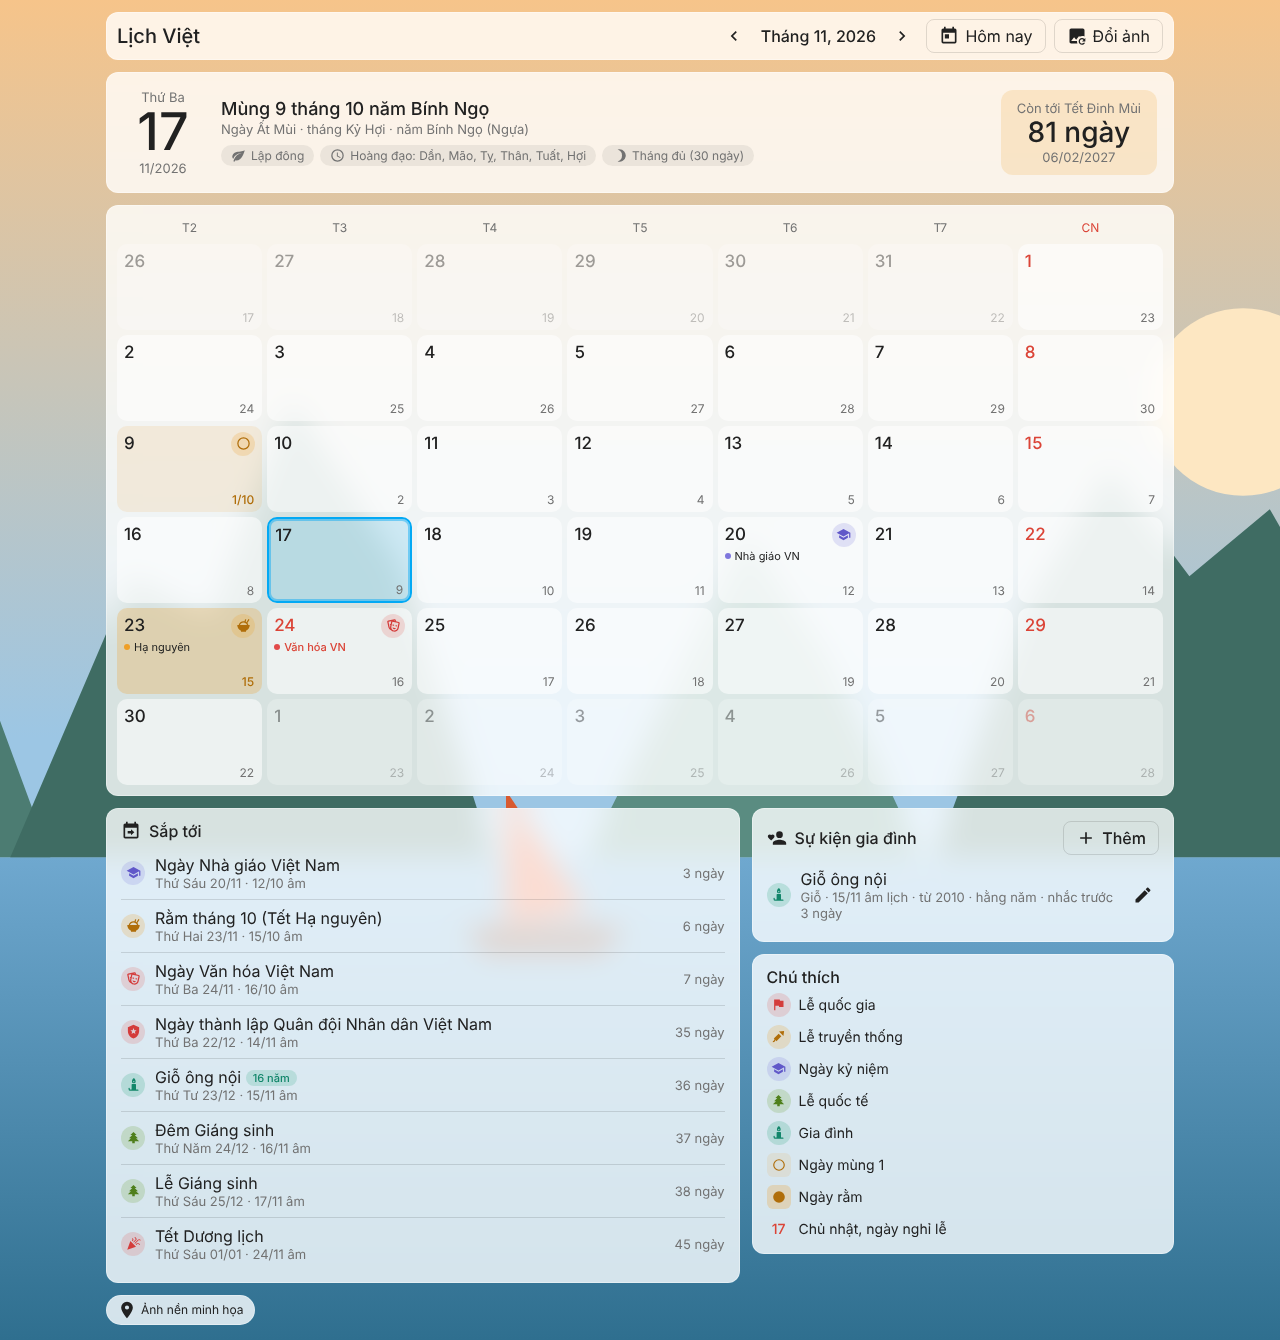 Lịch Việt
Tháng 11, 2026
Hôm nay
Đổi ảnh
Thứ Ba
17
11/2026
Mùng 9 tháng 10 năm Bính Ngọ
Ngày Ất Mùi · tháng Kỷ Hợi · năm Bính Ngọ (Ngựa)
Lập đông
Hoàng đạo: Dần, Mão, Tỵ, Thân, Tuất, Hợi
Tháng đủ (30 ngày)
Còn tới Tết Đinh Mùi
81 ngày
06/02/2027
T2 T3 T4 T5 T6 T7 CN
26 27 28 29 30 31 1
17 18 19 20 21 22 23
2 3 4 5 6 7 8
24 25 26 27 28 29 30
9 10 11 12 13 14 15
1/10 2 3 4 5 6 7
16 17 18 19 20 21 22
Nhà giáo VN
8 9 10 11 12 13 14
23 24 25 26 27 28 29
Hạ nguyên Văn hóa VN
15 16 17 18 19 20 21
30 1 2 3 4 5 6
22 23 24 25 26 27 28
Sắp tới
Ngày Nhà giáo Việt Nam
Thứ Sáu 20/11 · 12/10 âm
3 ngày
Rằm tháng 10 (Tết Hạ nguyên)
Thứ Hai 23/11 · 15/10 âm
6 ngày
Ngày Văn hóa Việt Nam
Thứ Ba 24/11 · 16/10 âm
7 ngày
Ngày thành lập Quân đội Nhân dân Việt Nam
Thứ Ba 22/12 · 14/11 âm
35 ngày
Giỗ ông nội 16 năm
Thứ Tư 23/12 · 15/11 âm
36 ngày
Đêm Giáng sinh
Thứ Năm 24/12 · 16/11 âm
37 ngày
Lễ Giáng sinh
Thứ Sáu 25/12 · 17/11 âm
38 ngày
Tết Dương lịch
Thứ Sáu 01/01 · 24/11 âm
45 ngày
Sự kiện gia đình
Thêm
Giỗ ông nội
Giỗ · 15/11 âm lịch · từ 2010 · hằng năm · nhắc trước
3 ngày
Chú thích
Lễ quốc gia
Lễ truyền thống
Ngày kỷ niệm
Lễ quốc tế
Gia đình
Ngày mùng 1
Ngày rằm
17 Chủ nhật, ngày nghỉ lễ
Ảnh nền minh họa